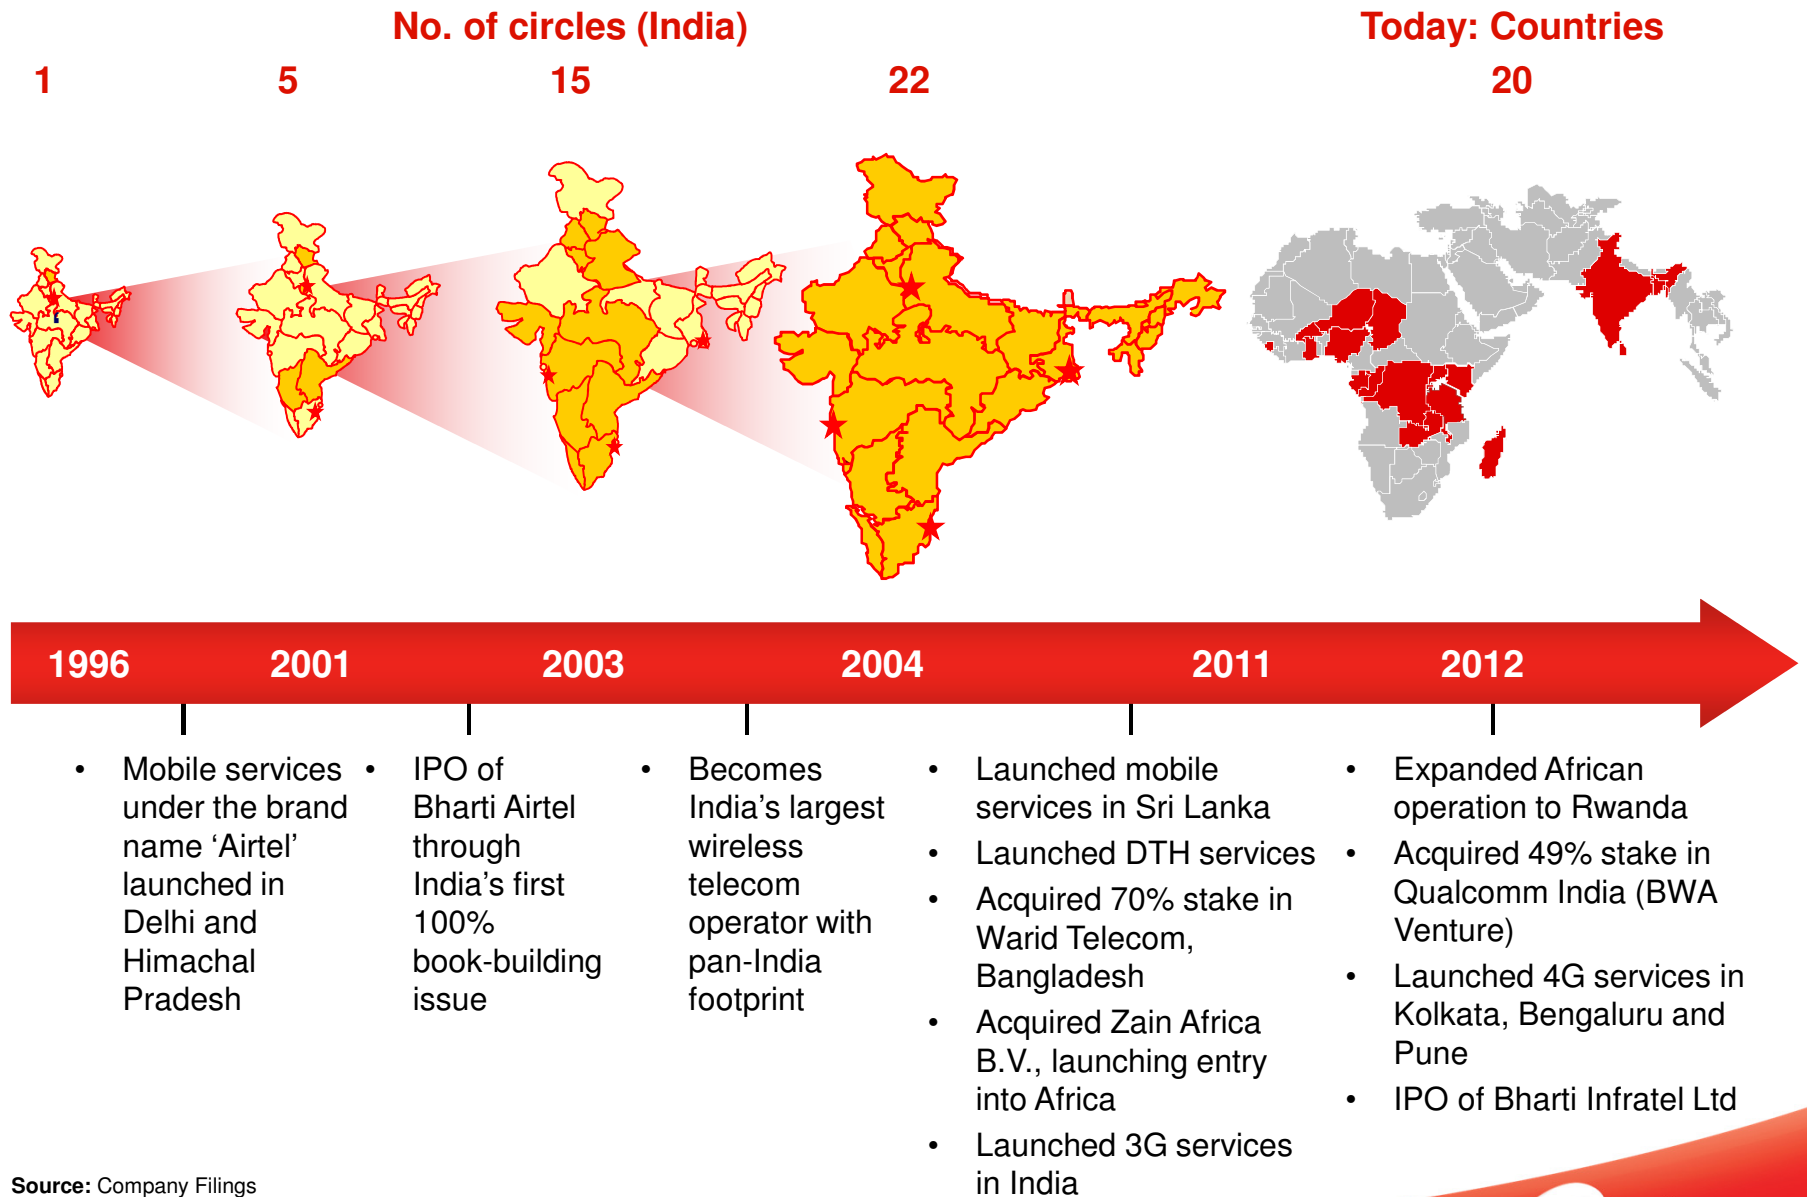 No. of circles (India)
Today: Countries
1
5
15
22
20
1996
2001
2003
2004
2011
2012
• Mobile services
under the brand
name ‘Airtel’
launched in
Delhi and
Himachal
Pradesh
• IPO of
Bharti Airtel
through
India’s first
100%
book-building
issue
• Becomes
India’s largest
wireless
telecom
operator with
pan-India
footprint
• Launched mobile
services in Sri Lanka
• Launched DTH services
• Acquired 70% stake in
Warid Telecom,
Bangladesh
• Acquired Zain Africa
B.V., launching entry
into Africa
• Launched 3G services
in India
• Expanded African
operation to Rwanda
• Acquired 49% stake in
Qualcomm India (BWA
Venture)
• Launched 4G services in
Kolkata, Bengaluru and
Pune
• IPO of Bharti Infratel Ltd
Source: Company Filings